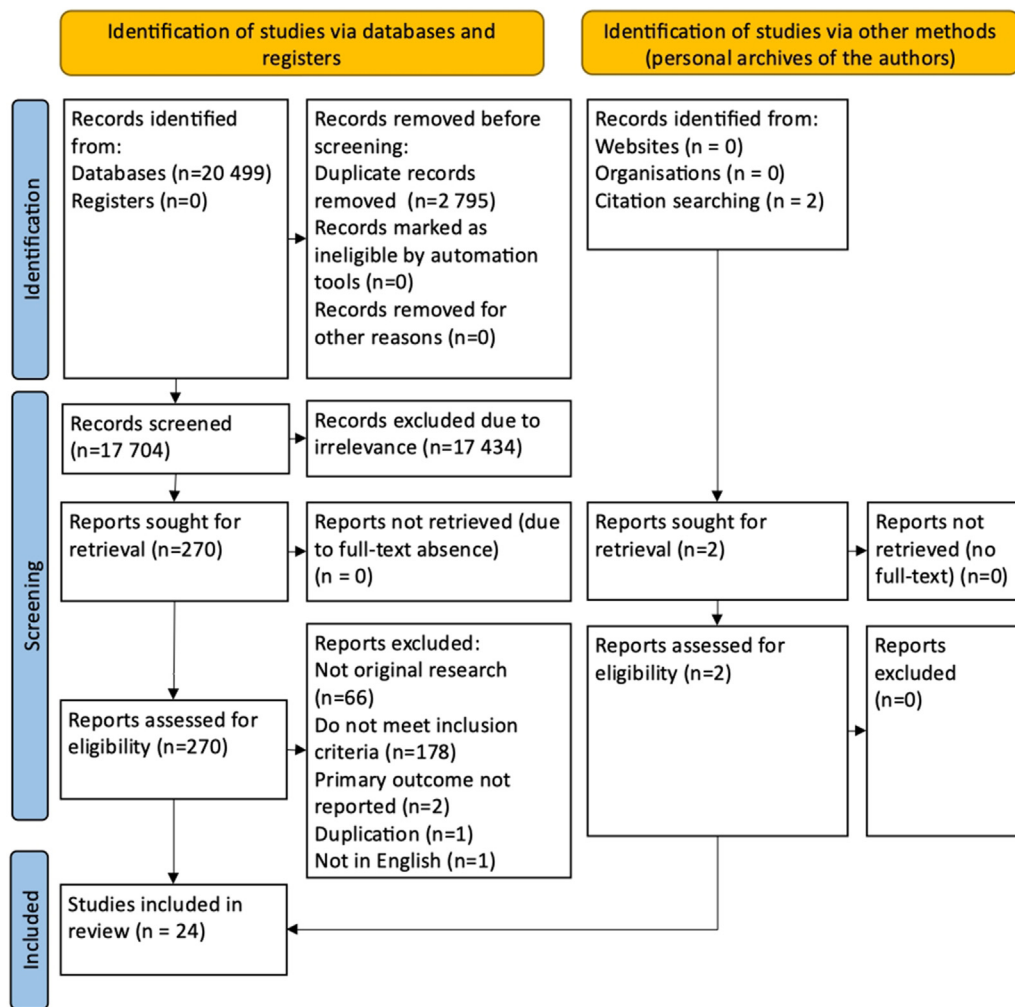 Identification of studies via databases and
registers
Identification of studies via other methods
(personal archives of the authors)
Identification
Records identified
from:
Databases (n=20 499)
Registers (n=0)
Records removed before
screening:
Duplicate records
removed (n=2 795)
Records marked as
ineligible by automation
tools (n=0)
Records removed for
other reasons (n=0)
Records identified from:
Websites (n = 0)
Organisations (n = 0)
Citation searching (n = 2)
Screening
Records screened
(n=17 704)
Records excluded due to
irrelevance (n=17 434)
Reports sought for
retrieval (n=270)
Reports not retrieved (due
to full-text absence)
(n = 0)
Reports sought for
retrieval (n=2)
Reports not
retrieved (no
full-text) (n=0)
Reports assessed for
eligibility (n=270)
Reports excluded:
Not original research
(n=66)
Do not meet inclusion
criteria (n=178)
Primary outcome not
reported (n=2)
Duplication (n=1)
Not in English (n=1)
Reports assessed for
eligibility (n=2)
Reports
excluded
(n=0)
Included
Studies included in
review (n = 24)